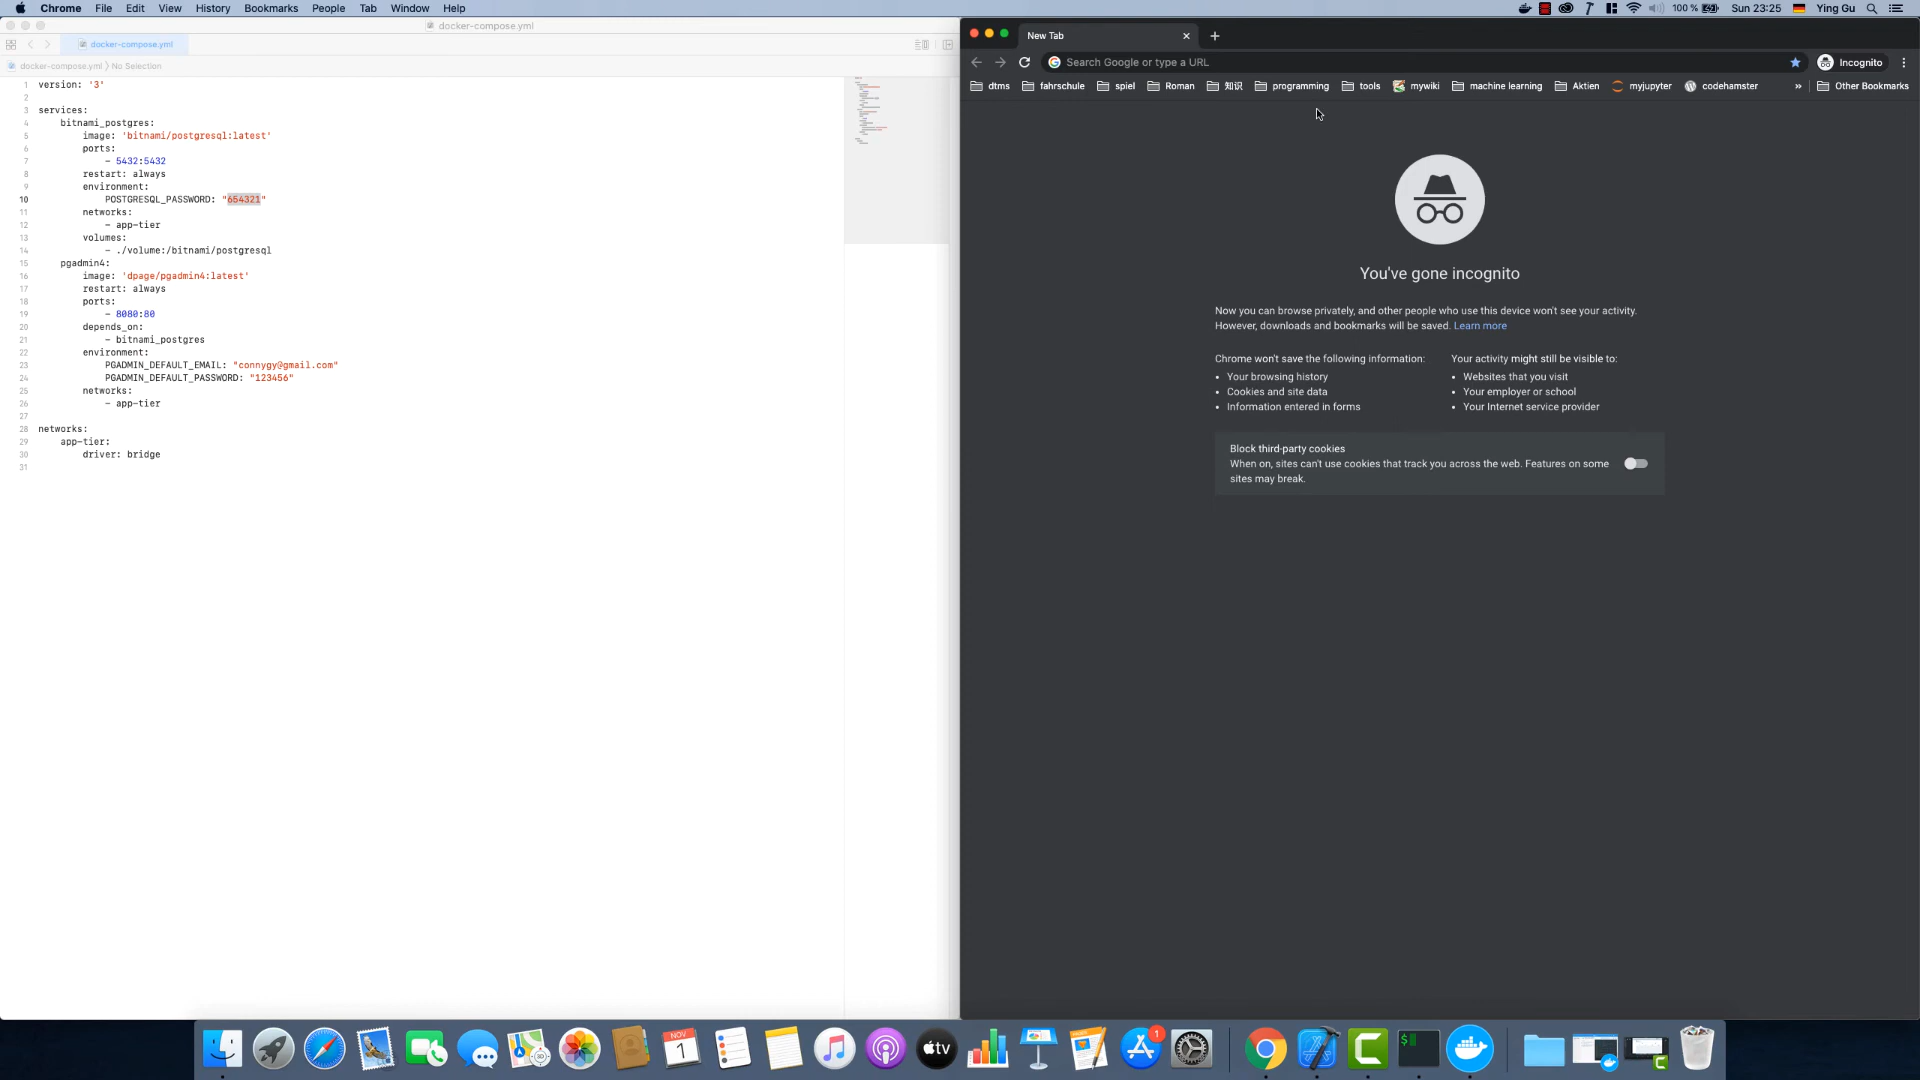 Chrome File Edit View History Bookmarks People Tab Window Help 100 % Sun 23:25 Ying Gu
docker-compose.yml
docker-compose.yml
docker-compose.yml 〉 No Selection
1 version: '3'
2
3 services:
4 bitnami_postgres:
5 image: 'bitnami/postgresql:latest'
6 ports:
7 - 5432:5432
8 restart: always
9 environment:
10 POSTGRESQL_PASSWORD: "654321"
11 networks:
12 - app-tier
13 volumes:
14 - ./volume:/bitnami/postgresql
15 pgadmin4:
16 image: 'dpage/pgadmin4:latest'
17 restart: always
18 ports:
19 - 8080:80
20 depends_on:
21 - bitnami_postgres
22 environment:
23 PGADMIN_DEFAULT_EMAIL: "connygy@gmail.com"
24 PGADMIN_DEFAULT_PASSWORD: "123456"
25 networks:
26 - app-tier
27
28 networks:
29 app-tier:
30 driver: bridge
31
New Tab
Search Google or type a URL
Incognito
dtms fahrschule spiel Roman 知识 programming tools mywiki machine learning Aktien myjupyter codehamster » Other Bookmarks
You've gone incognito
Now you can browse privately, and other people who use this device won't see your activity.
However, downloads and bookmarks will be saved. Learn more
Chrome won't save the following information:
• Your browsing history
• Cookies and site data
• Information entered in forms
Your activity might still be visible to:
• Websites that you visit
• Your employer or school
• Your Internet service provider
Block third-party cookies
When on, sites can't use cookies that track you across the web. Features on some
sites may break.
NOV
1
3D
tv
1
$